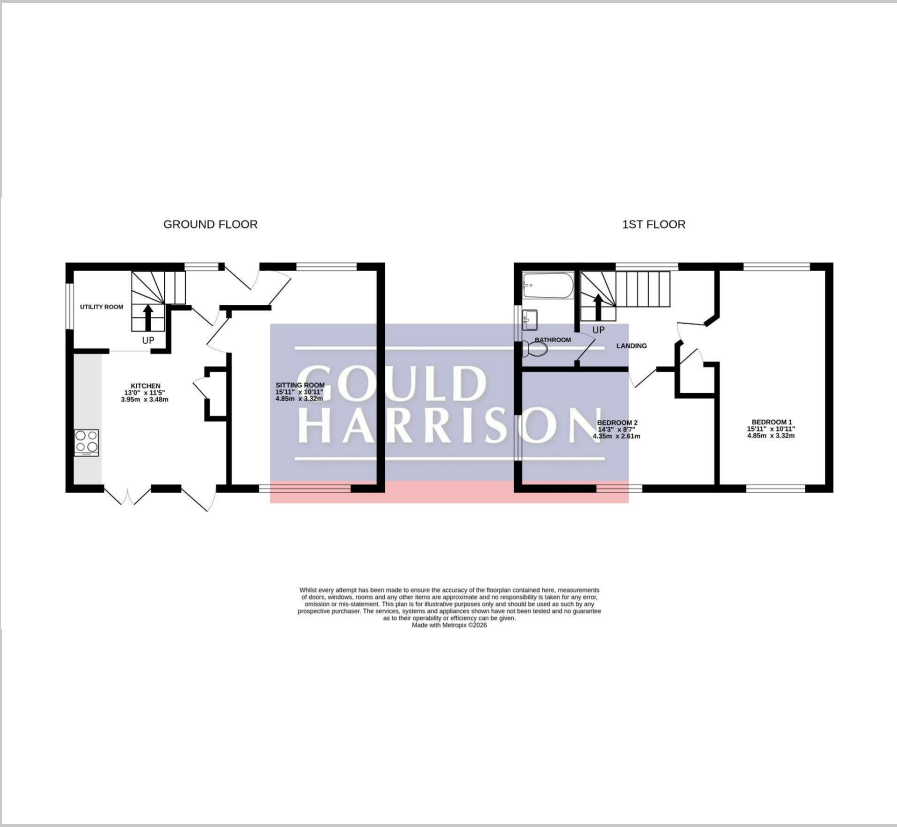 GROUND FLOOR
UTILITY ROOM
UP
KITCHEN
13'0" x 11'5"
3.95m x 3.48m
SITTING ROOM
15'11" x 10'11"
4.85m x 3.32m
1ST FLOOR
BATHROOM
UP
LANDING
BEDROOM 2
14'3" x 8'7"
4.35m x 2.61m
BEDROOM 1
15'11" x 10'11"
4.85m x 3.32m
GOULD
HARRISON
Whilst every attempt has been made to ensure the accuracy of the floorplan contained here, measurements
of doors, windows, rooms and any other items are approximate and no responsibility is taken for any error,
omission or mis-statement. This plan is for illustrative purposes only and should be used as such by any
prospective purchaser. The services, systems and appliances shown have not been tested and no guarantee
as to their operability or efficiency can be given.
Made with Metropix ©2026